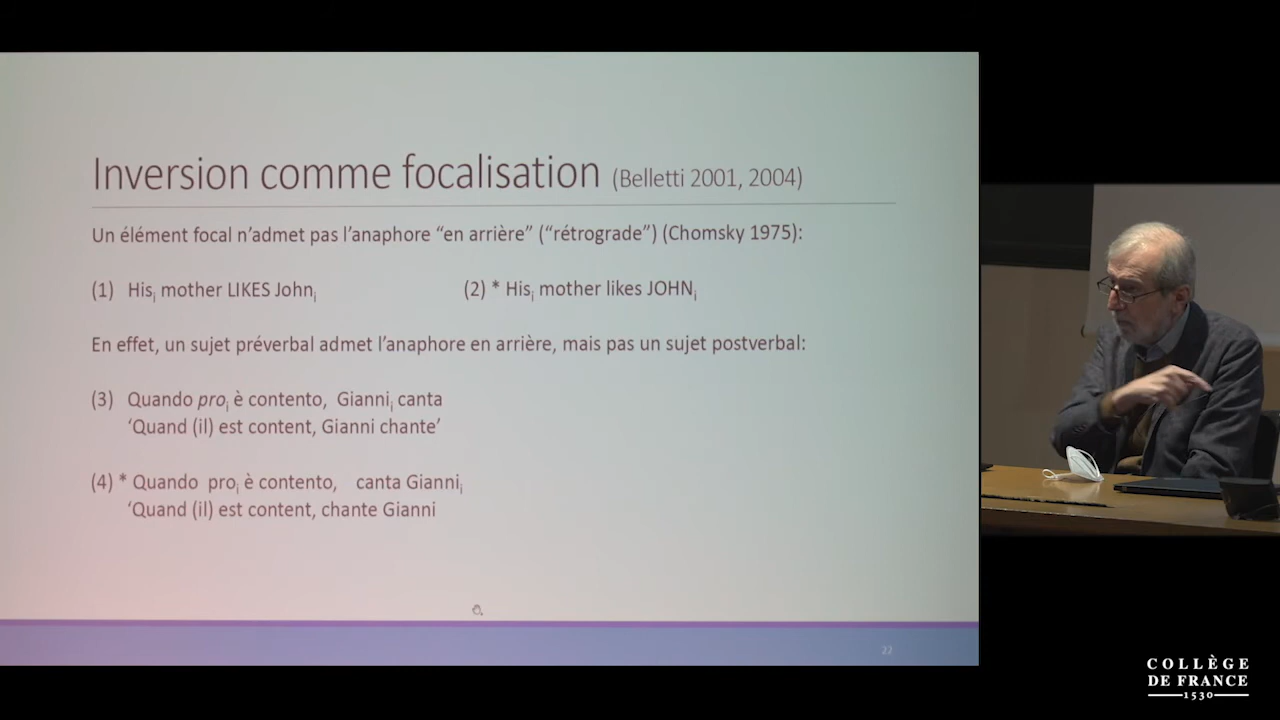 Inversion comme focalisation (Belletti 2001, 2004)
Un élément focal n’admet pas l’anaphore “en arrière” (“rétrograde”) (Chomsky 1975):
(1) Hisi mother LIKES Johni (2) * Hisi mother likes JOHNi
En effet, un sujet préverbal admet l’anaphore en arrière, mais pas un sujet postverbal:
(3) Quando proi è contento, Giannii canta
‘Quand (il) est content, Gianni chante’
(4) * Quando proi è contento, canta Giannii
‘Quand (il) est content, chante Gianni
22
COLLÈGE
DE FRANCE
1530